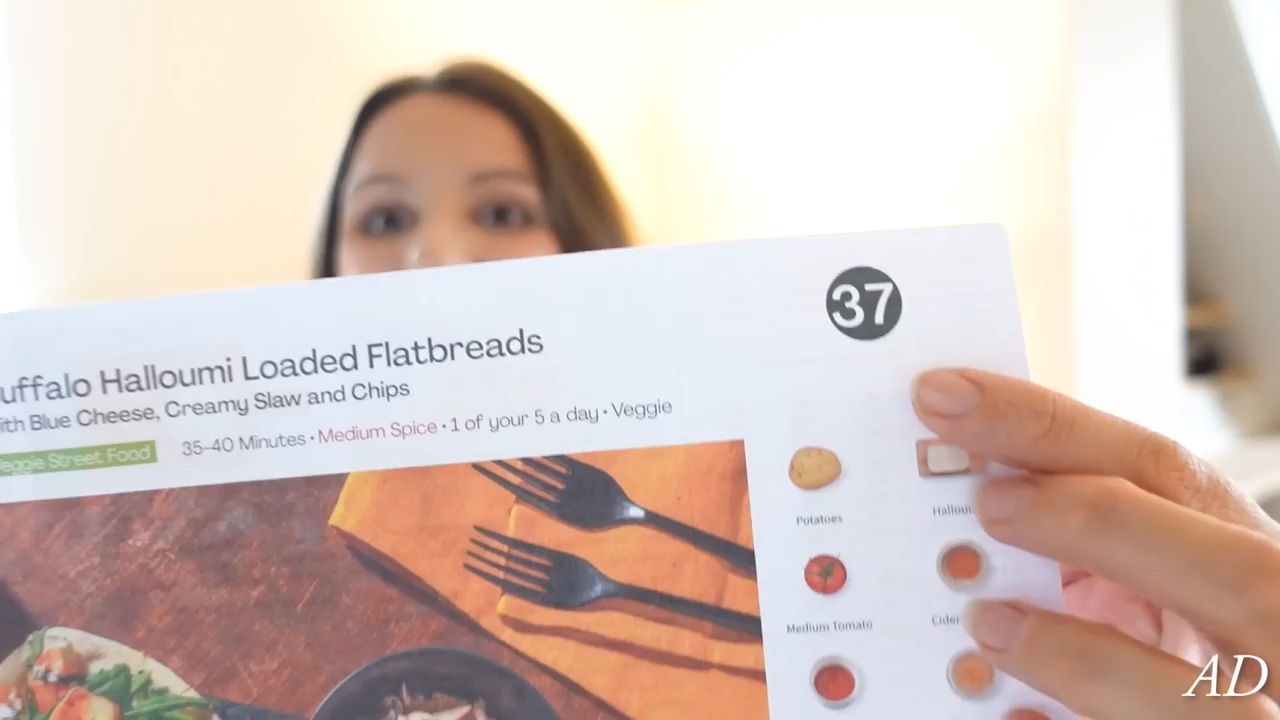 37
uffalo Halloumi Loaded Flatbreads
ith Blue Cheese, Creamy Slaw and Chips
eggie Street Food 35-40 Minutes • Medium Spice • 1 of your 5 a day • Veggie
Potatoes
Hallou
Medium Tomato
Cider
AD